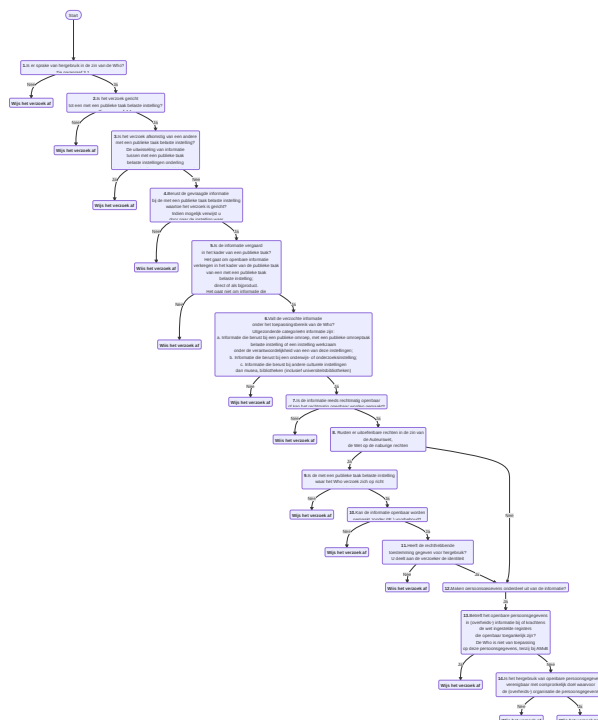 Start
1.Is er sprake van hergebruik in de zin van de Who?
Nee
Ja
Wijs het verzoek af
2.Is het verzoek gericht
tot een met een publieke taak belaste instelling?
Nee
Ja
Wijs het verzoek af
3.Is het verzoek afkomstig van een andere
met een publieke taak belaste instelling?
De uitwisseling van informatie
tussen met een publieke taak
belaste instellingen onderling
Ja
Nee
Wijs het verzoek af
4.Berust de gevraagde informatie
bij de met een publieke taak belaste instelling
waartoe het verzoek is gericht?
Indien mogelijk verwijst u
Nee
Ja
Wijs het verzoek af
5.Is de informatie vergaard
in het kader van een publieke taak?
Het gaat om openbare informatie
verkregen in het kader van de publieke taak
van een met een publieke taak
belaste instelling,
direct of als bijproduct.
Het gaat niet om informatie die
Nee
Ja
Wijs het verzoek af
6.Valt de verzochte informatie
onder het toepassingsbereik van de Who?
Uitgezonderde categorieën informatie zijn:
a. Informatie die berust bij een publieke omroep, met een publieke omroeptaak
belaste instelling of een instelling werkzaam
onder de verantwoordelijkheid van een van deze instellingen;
b. Informatie die berust bij een onderwijs- of onderzoeksinstelling;
c. Informatie die berust bij andere culturele instellingen
dan musea, bibliotheken (inclusief universiteitsbibliotheken)
Nee
Ja
Wijs het verzoek af
7.Is de informatie reeds rechtmatig openbaar
Nee
Ja
Wijs het verzoek af
8. Rusten er uitoefenbare rechten in de zin van
de Auteurswet,
de Wet op de naburige rechten
Ja
Nee
9.Is de met een publieke taak belaste instelling
waar het Who verzoek zich op richt
Nee
Ja
Wijs het verzoek af
10.Kan de informatie openbaar worden
Nee
Ja
Wijs het verzoek af
11.Heeft de rechthebbende
toestemming gegeven voor hergebruik?
U deelt aan de verzoeker de identiteit
Nee
Ja
Wijs het verzoek af
12.Maken persoonsgegevens onderdeel uit van de informatie?
Ja
13.Betreft het openbare persoonsgegevens
in (overheids-) informatie bij of krachtens
de wet ingestelde registers
die openbaar toegankelijk zijn?
De Who is niet van toepassing
op deze persoonsgegevens, tenzij bij AMvB
Ja
Nee
Wijs het verzoek af
14.Is het hergebruik van openbare persoonsgegeve
verenigbaar met oorspronkelijk doel waarvoor
de (overheids-) organisatie de persoonsgegevens
Nee
Ja